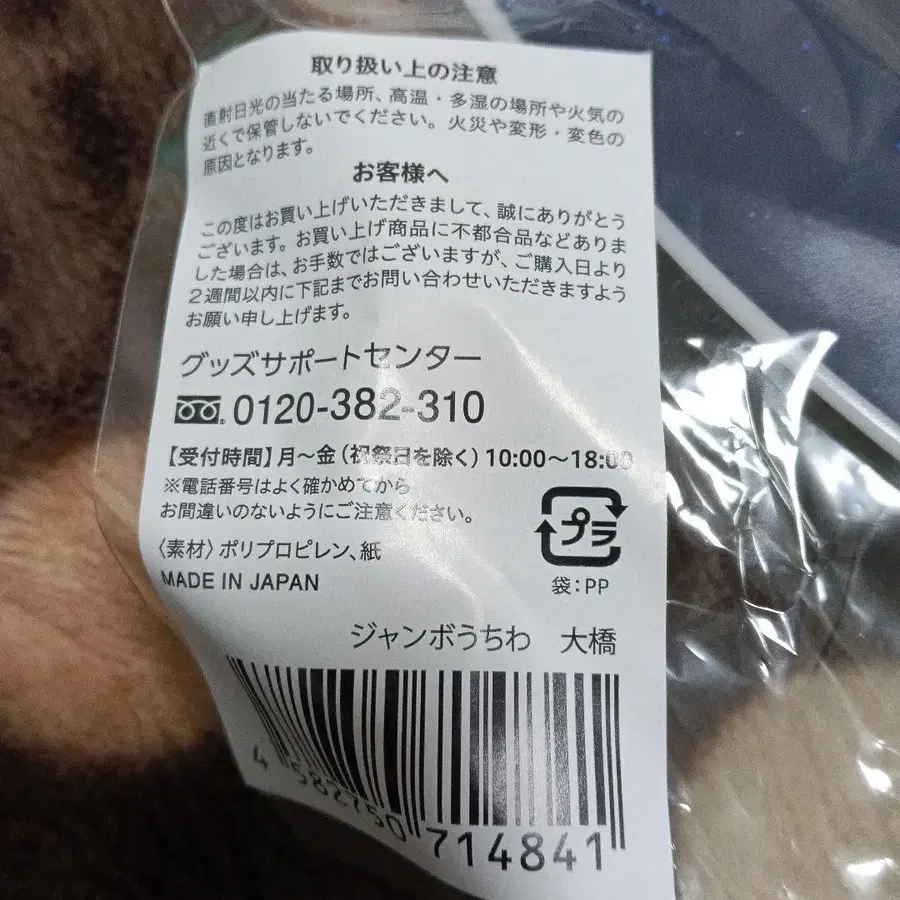 取り扱い上の注意
直射日光の当たる場所、高温・多湿の場所や火気の
近くで保管しないでください。火災や変形・変色の
原因となります。
お客様へ
この度はお買い上げいただきまして、誠にありがとう
ございます。お買い上げ商品に不都合品などありま
した場合は、お手数ではございますが、ご購入日より
2週間以内に下記までお問い合わせいただきますよう
お願い申し上げます。
グッズサポートセンター
0120-382-310
【受付時間】月〜金(祝祭日を除く)10:00〜18:00
※電話番号はよく確かめてから
お間違いのないようにご注意ください。
プラ
〈素材〉ポリプロピレン、紙
袋:PP
MADE IN JAPAN
ジャンボうちわ　大橋
4 582750 714841